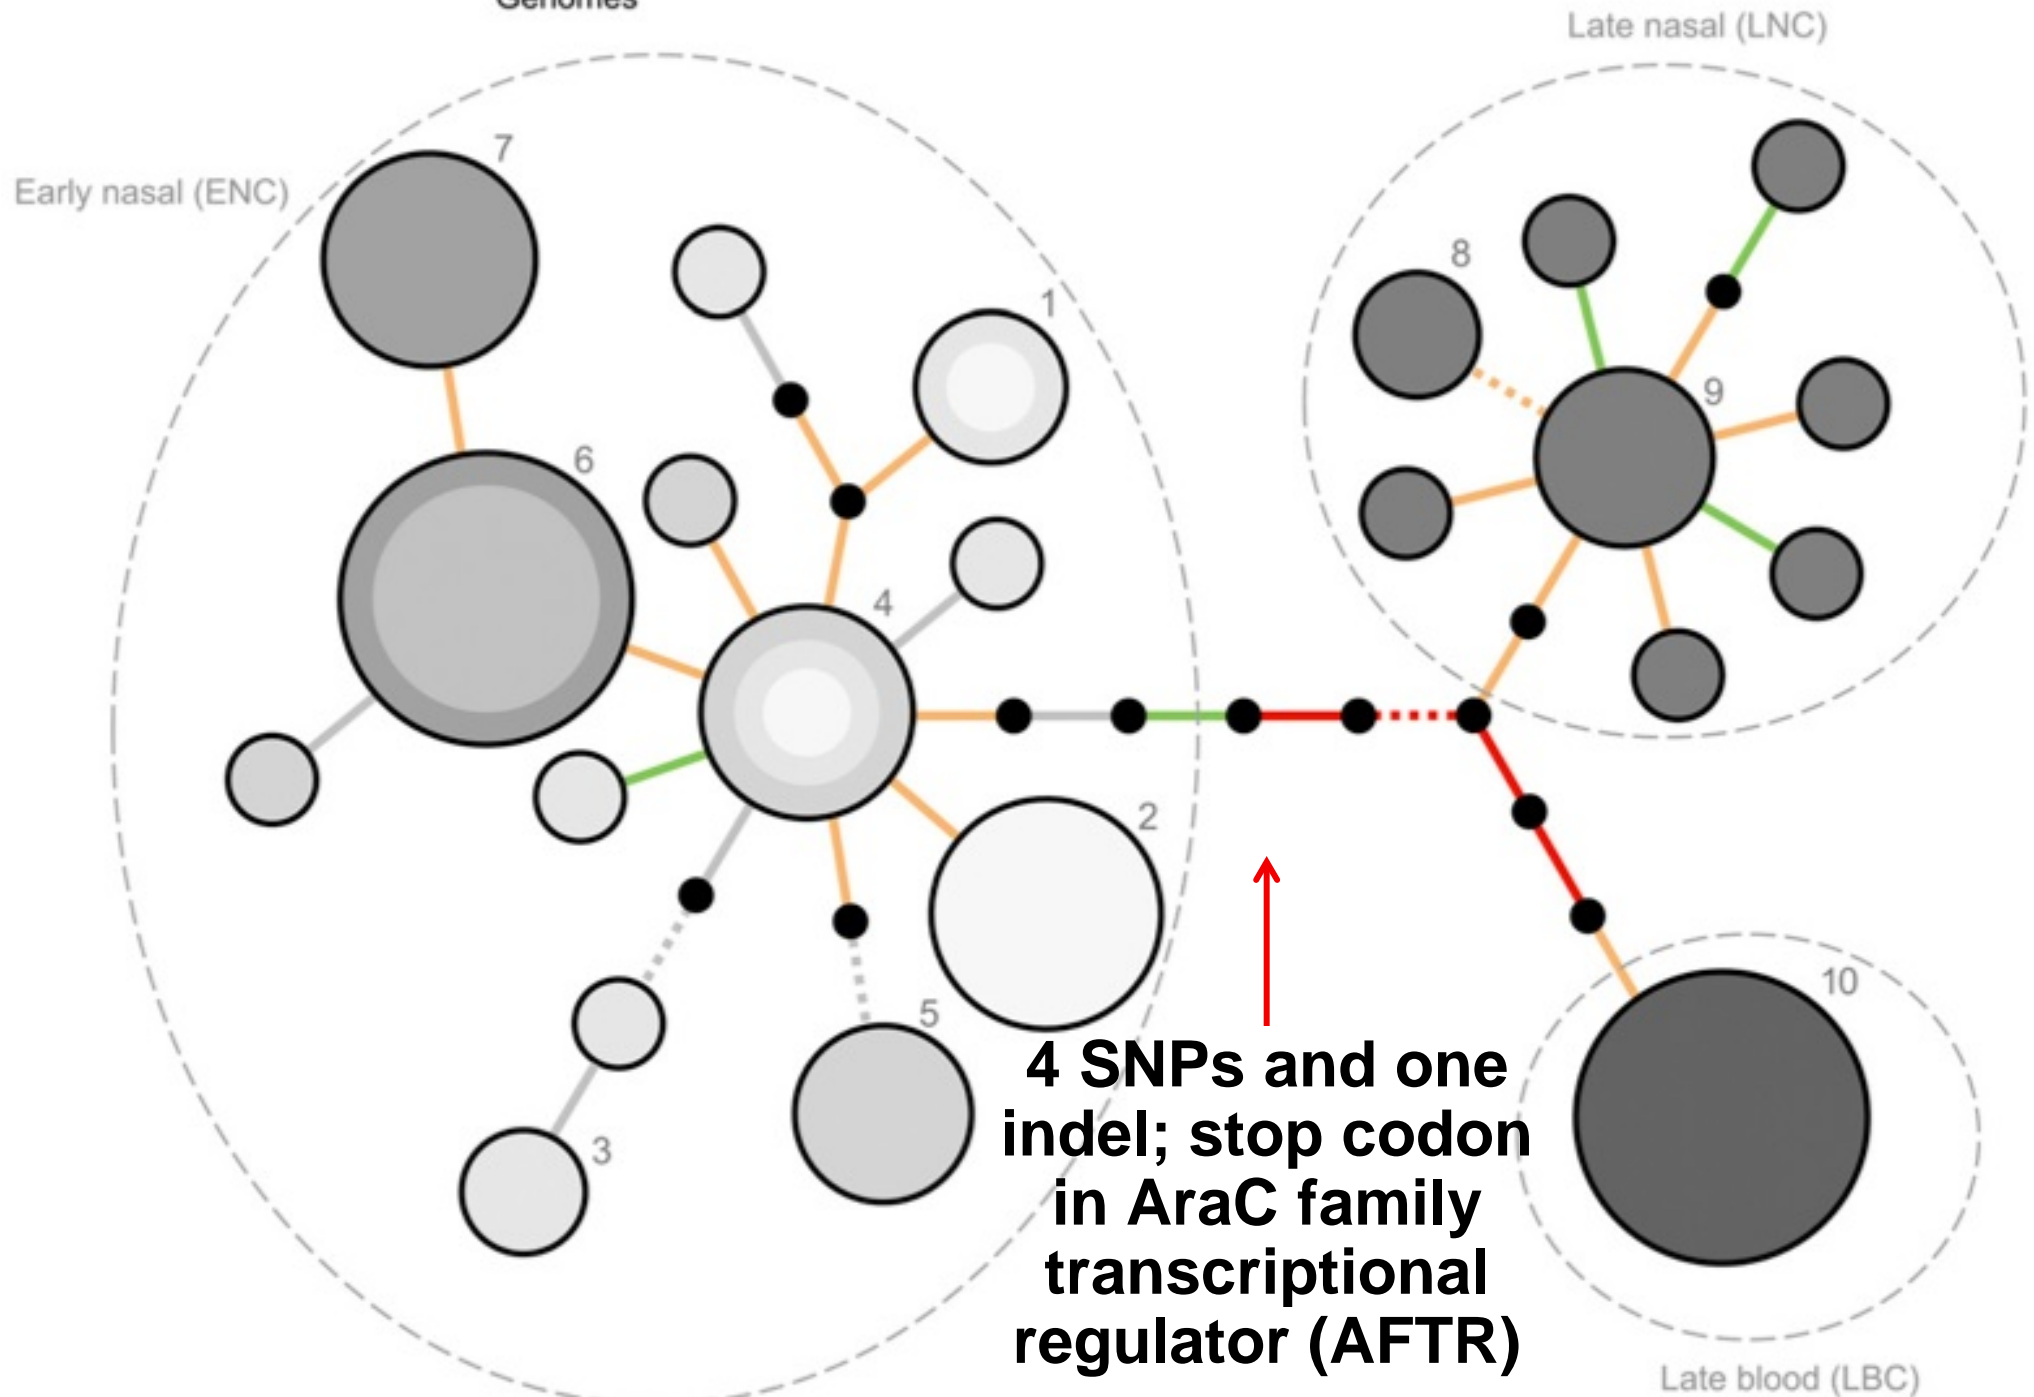 Genomes
Late nasal (LNC)
Early nasal (ENC)
7
1
8
9
6
4
2
5
3
10
4 SNPs and one
indel; stop codon
in AraC family
transcriptional
regulator (AFTR)
Late blood (LBC)